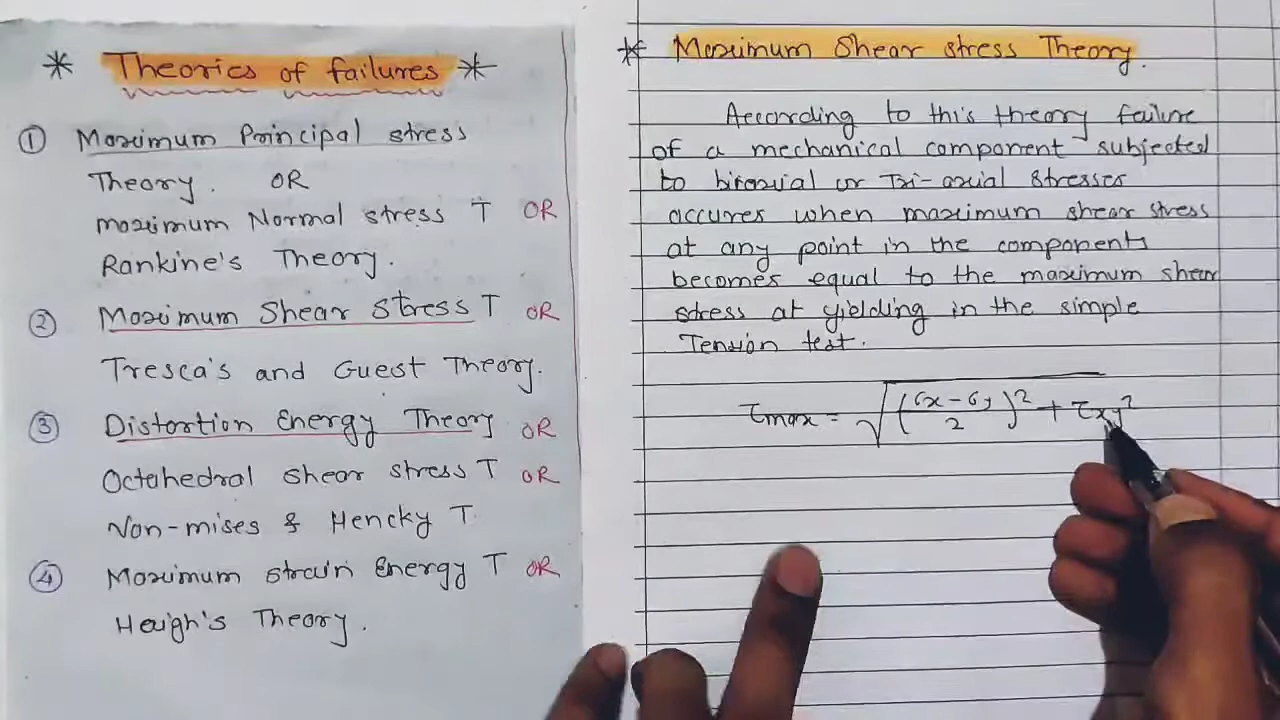 * Theories of failures *
① Maximum Principal stress
Theory. OR
maximum Normal stress T OR
Rankine's Theory.
② Maximum Shear Stress T OR
Tresca's and Guest Theory.
③ Distortion Energy Theory OR
Octahedral Shear stress T OR
Von-mises & Hencky T
④ Maximum strain Energy T OR
Heigh's Theory.
* Maximum Shear stress Theory.
According to this theory failure
of a mechanical component subjected
to biaxial or Tri-axial stresses
occures when maximum shear stress
at any point in the components
becomes equal to the maximum shear
stress at yielding in the simple
Tension test.
τmax = √((σx-σy)/2)² + τxy²